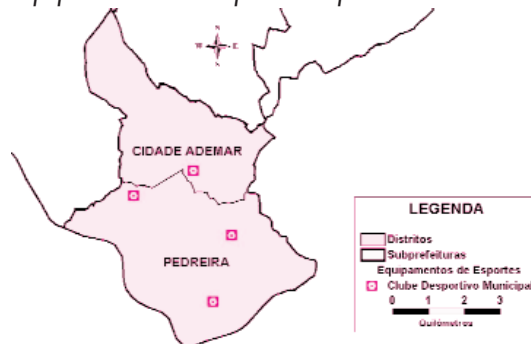 N
W E
S
CIDADE ADEMAR
PEDREIRA
LEGENDA
Distritos
Subprefeituras
Equipamentos de Esportes
Clube Desportivo Municipal
0 1 2 3
Quilômetros